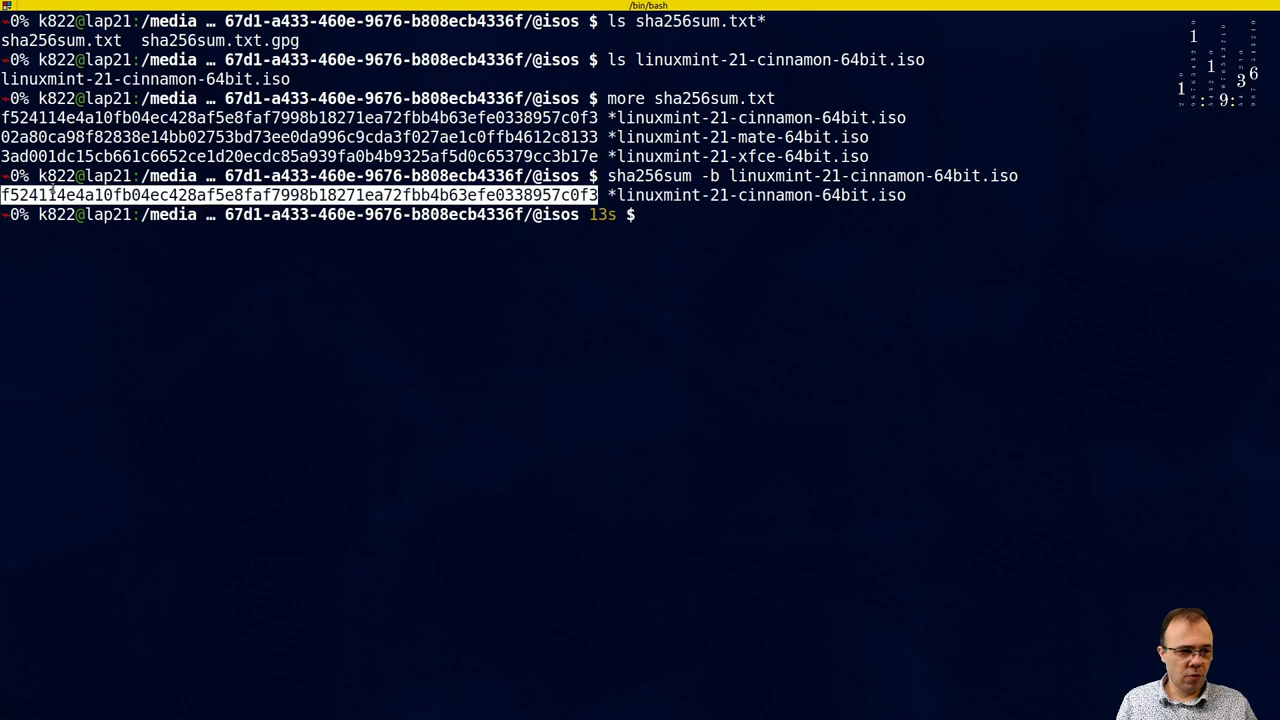 /bin/bash
~0% k822@lap21:/media … 67d1-a433-460e-9676-b808ecb4336f/@isos $ ls sha256sum.txt*
sha256sum.txt  sha256sum.txt.gpg
~0% k822@lap21:/media … 67d1-a433-460e-9676-b808ecb4336f/@isos $ ls linuxmint-21-cinnamon-64bit.iso
linuxmint-21-cinnamon-64bit.iso
~0% k822@lap21:/media … 67d1-a433-460e-9676-b808ecb4336f/@isos $ more sha256sum.txt
f524114e4a10fb04ec428af5e8faf7998b18271ea72fbb4b63efe0338957c0f3 *linuxmint-21-cinnamon-64bit.iso
02a80ca98f82838e14bb02753bd73ee0da996c9cda3f027ae1c0ffb4612c8133 *linuxmint-21-mate-64bit.iso
3ad001dc15cb661c6652ce1d20ecdc85a939fa0b4b9325af5d0c65379cc3b17e *linuxmint-21-xfce-64bit.iso
~0% k822@lap21:/media … 67d1-a433-460e-9676-b808ecb4336f/@isos $ sha256sum -b linuxmint-21-cinnamon-64bit.iso
f524114e4a10fb04ec428af5e8faf7998b18271ea72fbb4b63efe0338957c0f3 *linuxmint-21-cinnamon-64bit.iso
~0% k822@lap21:/media … 67d1-a433-460e-9676-b808ecb4336f/@isos 13s $